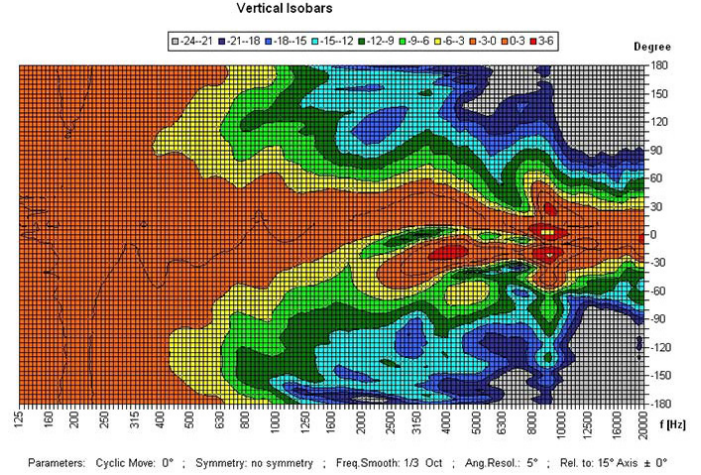 Vertical Isobars
-24--21 -21--18 -18--15 -15--12 -12--9 -9--6 -6--3 -3-0 0-3 3-6
Degree
180
150
120
90
60
30
0
-30
-60
-90
-120
-150
-180
125 160 200 250 315 400 500 630 800 1000 1250 1600 2000 2500 3150 4000 5000 6300 8000 10000 12500 16000 20000 f [Hz]
Parameters: Cyclic Move: 0° ; Symmetry: no symmetry ; Freq.Smooth: 1/3 Oct ; Ang.Resol.: 5° ; Rel. to: 15° Axis ± 0°